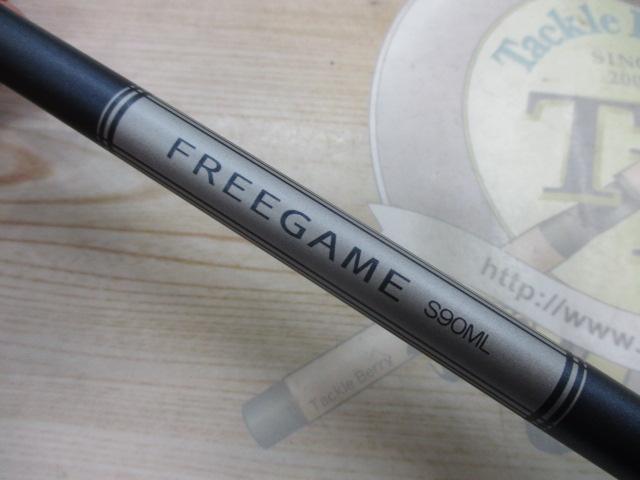 FREEGAME S90ML
Tackle
SINC
http://www.
Tackle Berry